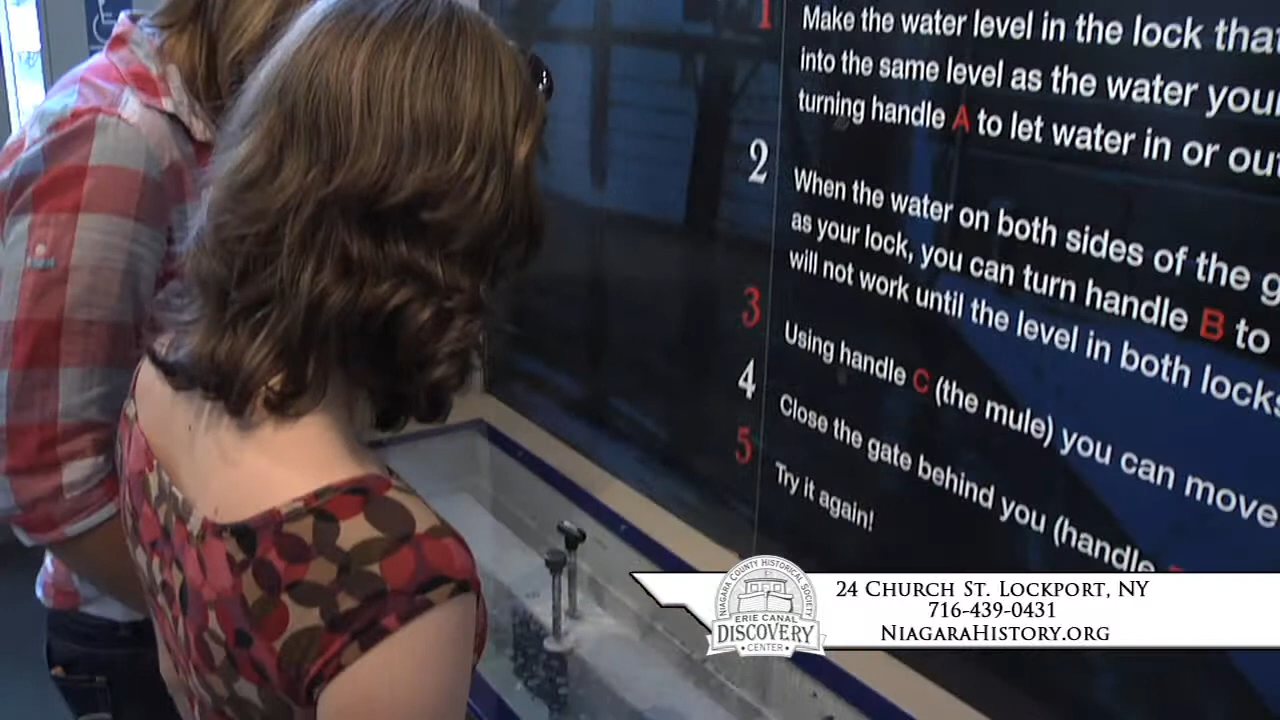 1 Make the water level in the lock that
into the same level as the water your
turning handle A to let water in or out
2 When the water on both sides of the
as your lock, you can turn handle B to
will not work until the level in both locks
3 Using handle C (the mule) you can move
4 Close the gate behind you (handle
5 Try it again!
NIAGARA COUNTY HISTORICAL SOCIETY
ERIE CANAL
DISCOVERY
CENTER
24 Church St. Lockport, NY
716-439-0431
NiagaraHistory.org